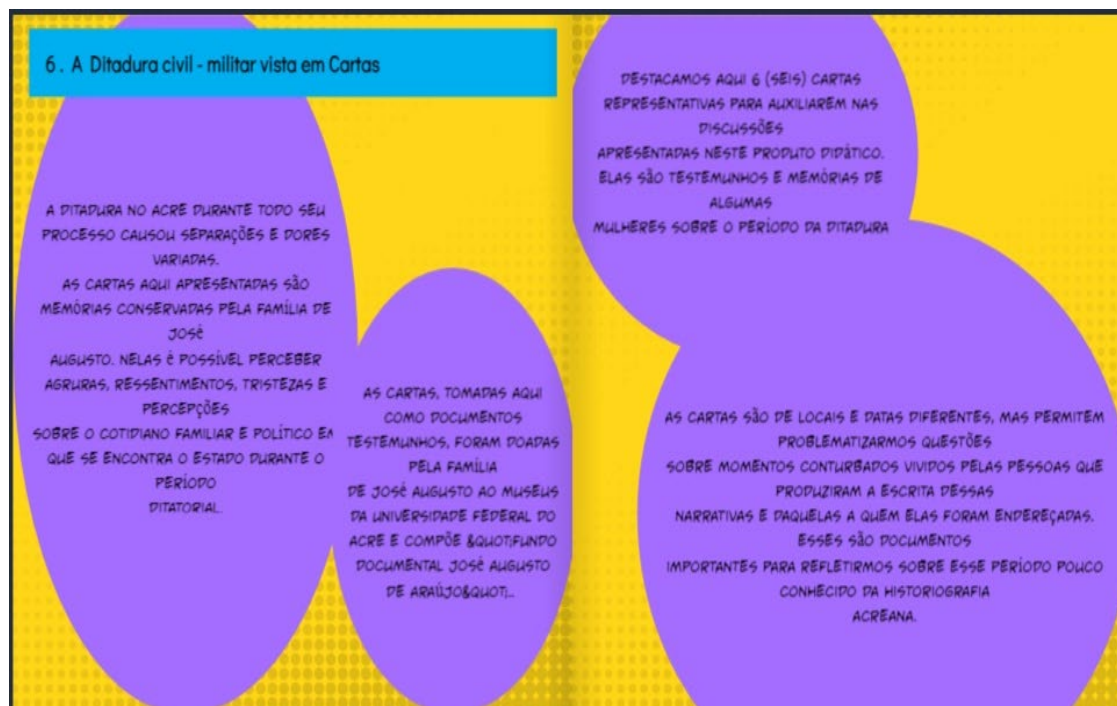 6. A Ditadura civil - militar vista em Cartas
A DITADURA NO ACRE DURANTE TODO SEU
PROCESSO CAUSOU SEPARAÇÕES E DORES
VARIADAS.
AS CARTAS AQUI APRESENTADAS SÃO
MEMÓRIAS CONSERVADAS PELA FAMÍLIA DE
JOSÉ
AUGUSTO. NELAS É POSSÍVEL PERCEBER
AGRURAS, RESSENTIMENTOS, TRISTEZAS E
PERCEPÇÕES
SOBRE O COTIDIANO FAMILIAR E POLÍTICO EM
QUE SE ENCONTRA O ESTADO DURANTE O
PERÍODO
DITATORIAL.
AS CARTAS, TOMADAS AQUI
COMO DOCUMENTOS
TESTEMUNHOS, FORAM DOADAS
PELA FAMÍLIA
DE JOSÉ AUGUSTO AO MUSEUS
DA UNIVERSIDADE FEDERAL DO
ACRE E COMPÕE &QUOT;FUNDO
DOCUMENTAL JOSÉ AUGUSTO
DE ARAÚJO&QUOT;..
DESTACAMOS AQUI 6 (SEIS) CARTAS
REPRESENTATIVAS PARA AUXILIAREM NAS
DISCUSSÕES
APRESENTADAS NESTE PRODUTO DIDÁTICO.
ELAS SÃO TESTEMUNHOS E MEMÓRIAS DE
ALGUMAS
MULHERES SOBRE O PERÍODO DA DITADURA
AS CARTAS SÃO DE LOCAIS E DATAS DIFERENTES, MAS PERMITEM
PROBLEMATIZARMOS QUESTÕES
SOBRE MOMENTOS CONTURBADOS VIVIDOS PELAS PESSOAS QUE
PRODUZIRAM A ESCRITA DESSAS
NARRATIVAS E DAQUELAS A QUEM ELAS FORAM ENDEREÇADAS.
ESSES SÃO DOCUMENTOS
IMPORTANTES PARA REFLETIRMOS SOBRE ESSE PERÍODO POUCO
CONHECIDO DA HISTORIOGRAFIA
ACREANA.